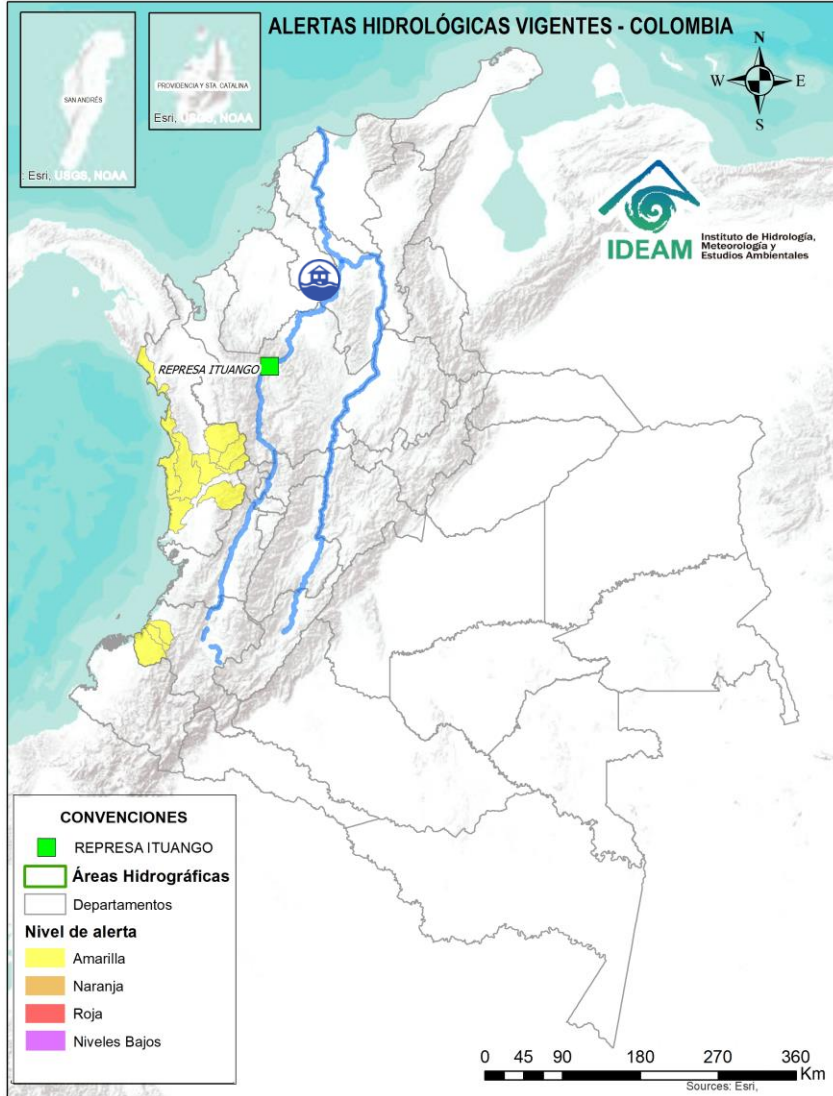 ALERTAS HIDROLÓGICAS VIGENTES - COLOMBIA
SAN ANDRÉS
: Esri, USGS, NOAA
PROVIDENCIA Y STA. CATALINA
Esri, USGS, NOAA
N
W
E
S
IDEAM
Instituto de Hidrología,
Meteorología y
Estudios Ambientales
REPRESA ITUANGO
CONVENCIONES
REPRESA ITUANGO
Áreas Hidrográficas
Departamentos
Nivel de alerta
Amarilla
Naranja
Roja
Niveles Bajos
0 45 90 180 270 360
Km
Sources: Esri,